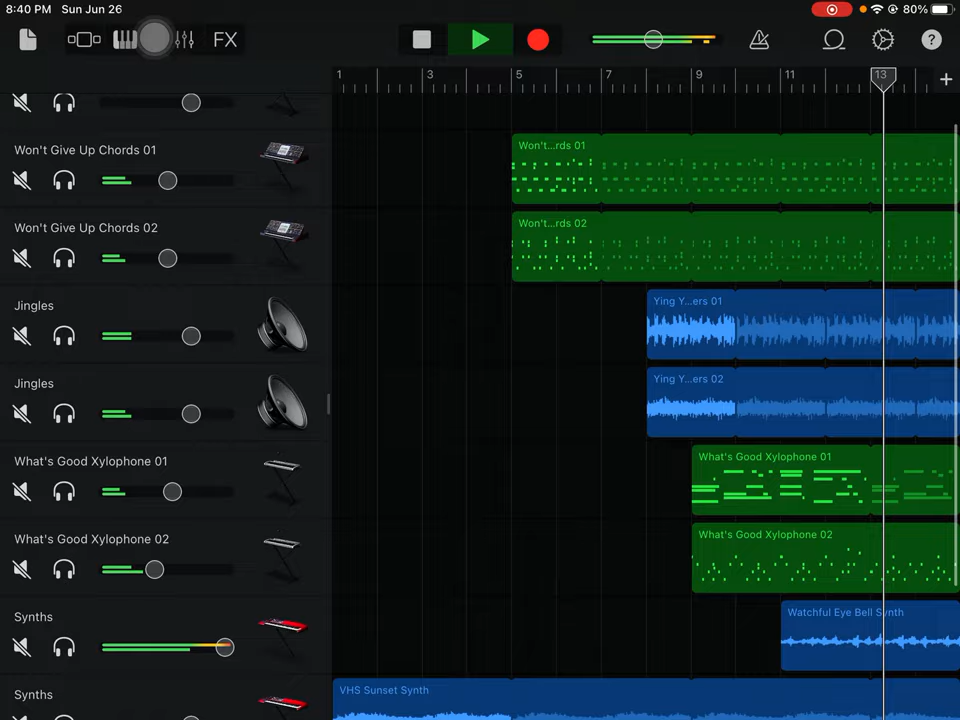 8:40 PM Sun Jun 26 80%
FX
1 3 5 7 9 11 13 +
Won't Give Up Chords 01
Won't...rds 01
Won't Give Up Chords 02
Won't...rds 02
Jingles
Ying Y...ers 01
Jingles
Ying Y...ers 02
What's Good Xylophone 01
What's Good Xylophone 01
What's Good Xylophone 02
What's Good Xylophone 02
Synths
Watchful Eye Bell Synth
Synths
VHS Sunset Synth